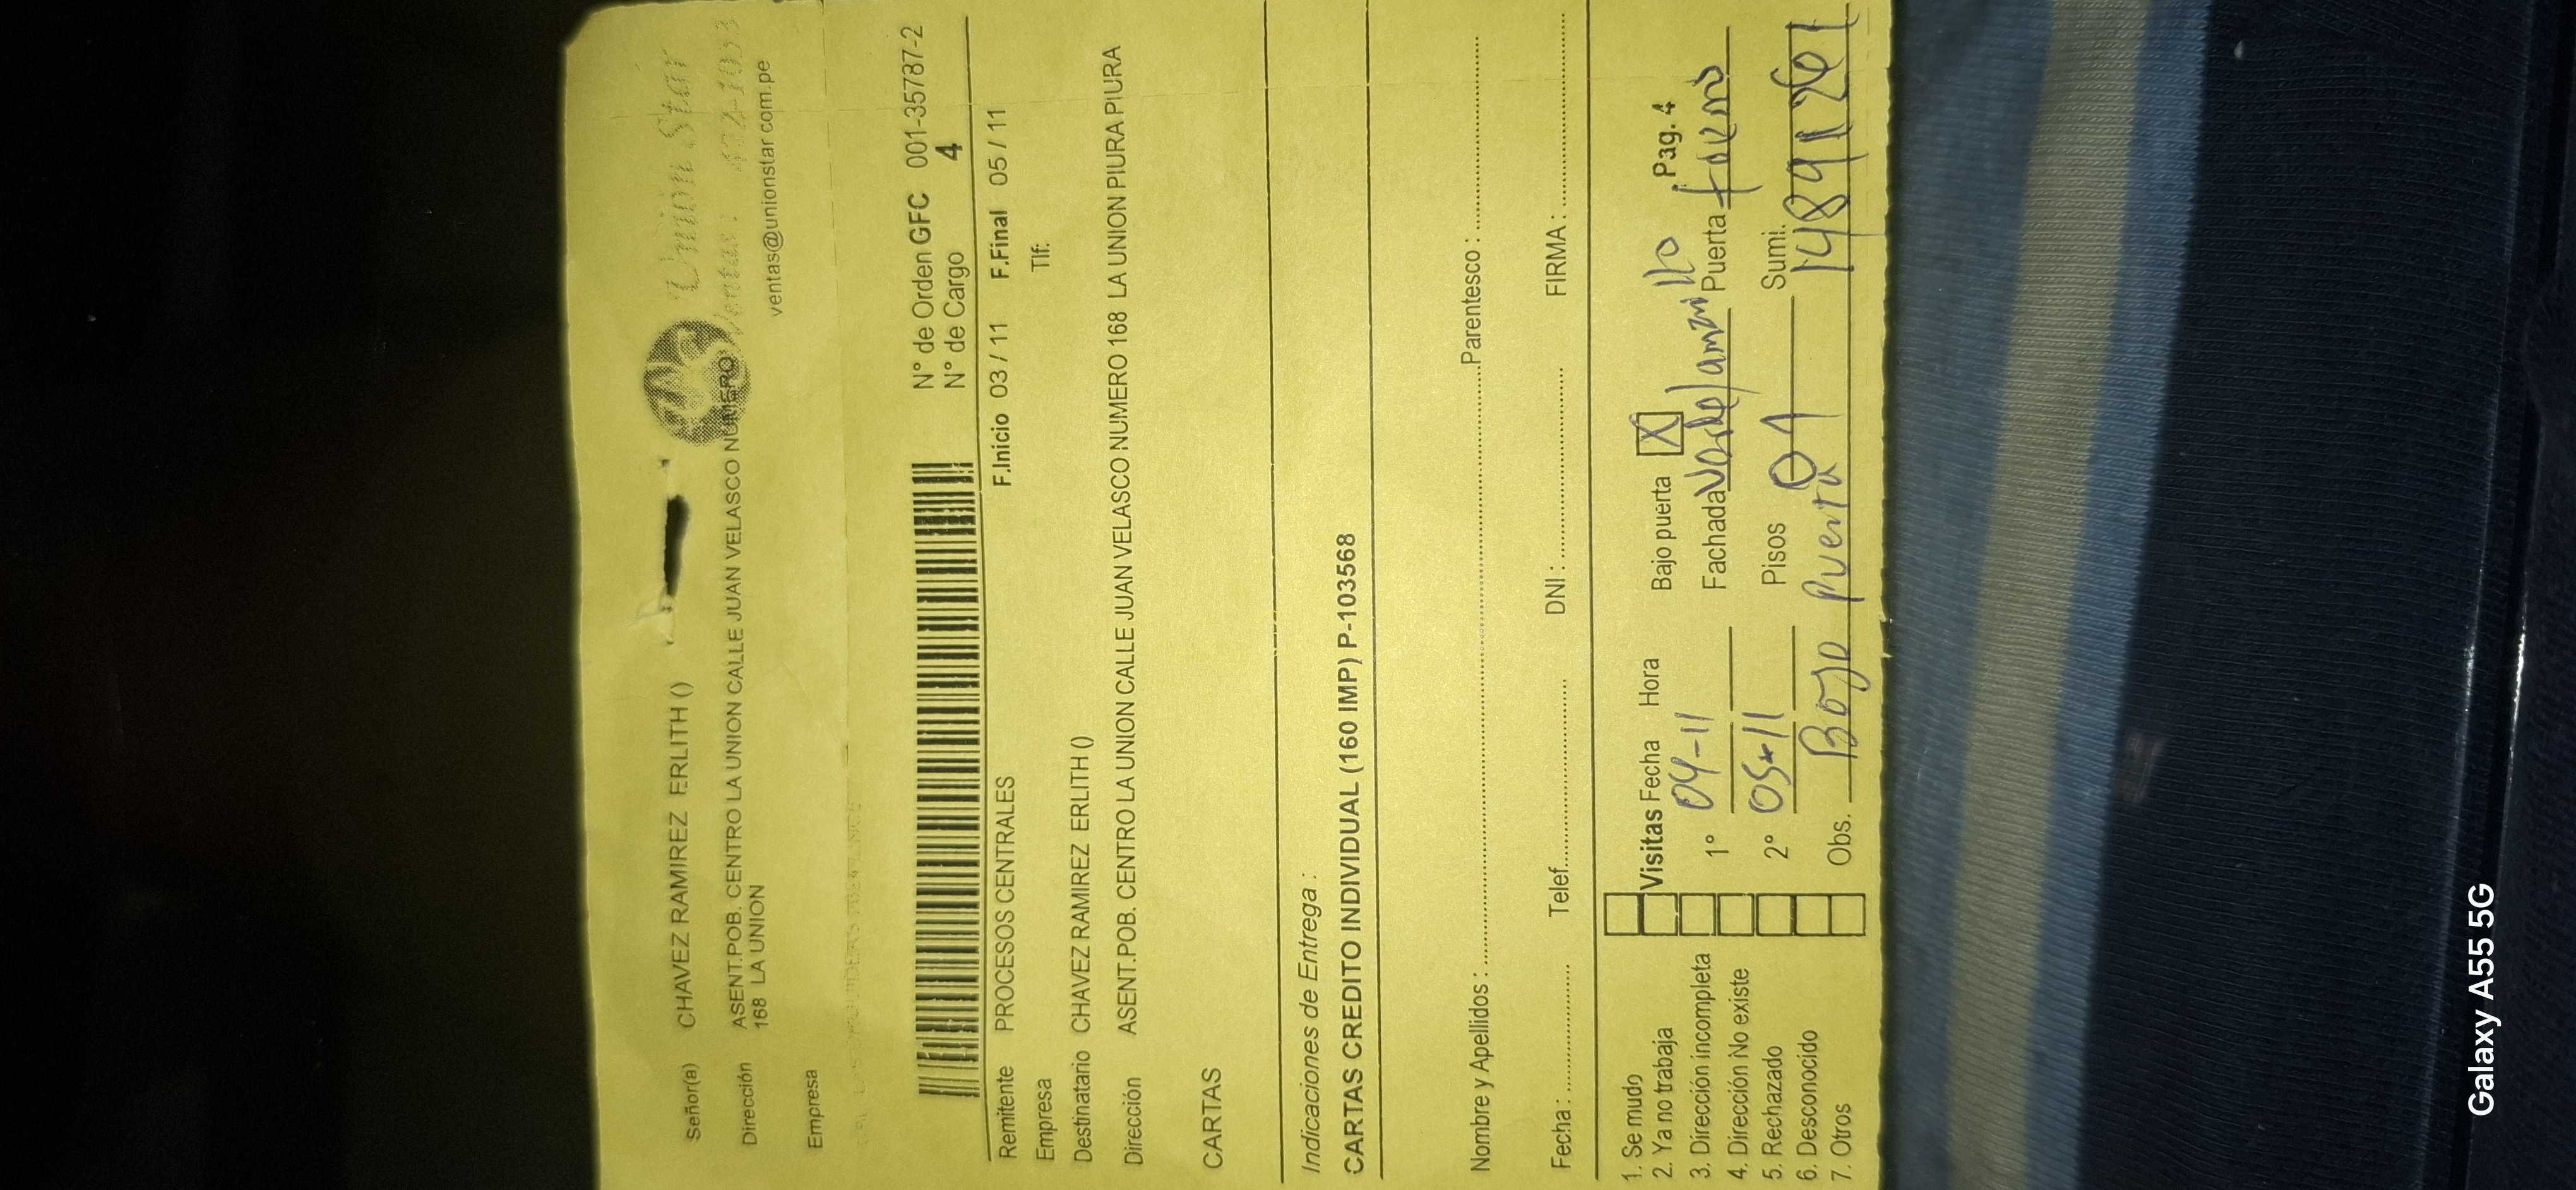 Union Star
ventas@unionstar com.pe
Señor(a) CHAVEZ RAMIREZ ERLITH ()
Dirección ASENT.POB. CENTRO LA UNION CALLE JUAN VELASCO NUMERO
168 LA UNION
Empresa
N° de Orden GFC 001-35787-2
N° de Cargo 4
Remitente PROCESOS CENTRALES F.Inicio 03 / 11 F.Final 05 / 11
Empresa Tlf:
Destinatario CHAVEZ RAMIREZ ERLITH ()
Dirección ASENT.POB. CENTRO LA UNION CALLE JUAN VELASCO NUMERO 168 LA UNION PIURA PIURA
CARTAS
Indicaciones de Entrega :
CARTAS CREDITO INDIVIDUAL (160 IMP) P-103568
Nombre y Apellidos : Parentesco :
Fecha : Telef. DNI : FIRMA :
1. Se mudo
2. Ya no trabaja
3. Dirección incompleta
4. Dirección No existe
5. Rechazado
6. Desconocido
7. Otros
Visitas Fecha Hora Bajo puerta X Pag. 4
1° 04-11 Fachada Puerta
2° 05-11 Pisos 01 Sumi.
Obs. Bajo puerta